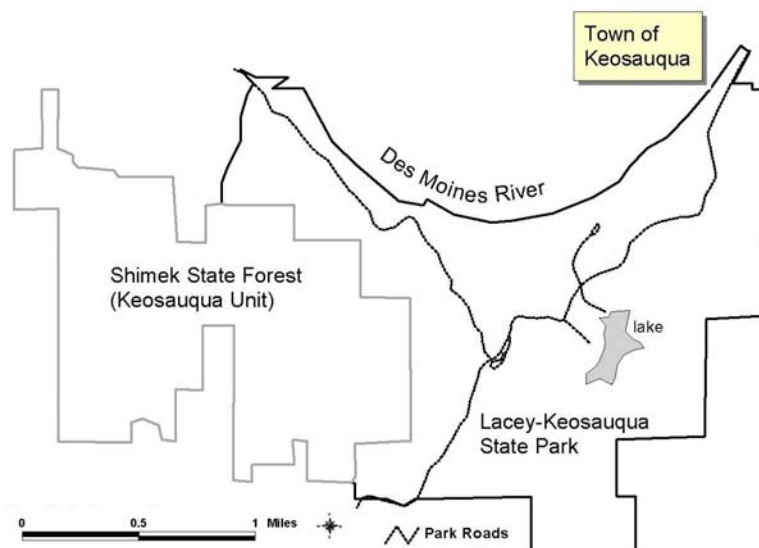 Town of
Keosauqua
Des Moines River
Shimek State Forest
(Keosauqua Unit)
lake
Lacey-Keosauqua
State Park
0 0.5 1 Miles
Park Roads